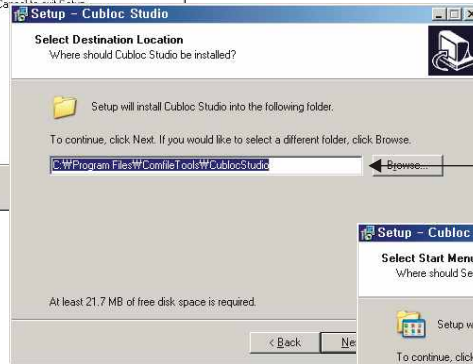 Setup - Cubloc Studio
Select Destination Location
Where should Cubloc Studio be installed?
Setup will install Cubloc Studio into the following folder.
To continue, click Next. If you would like to select a different folder, click Browse.
C:₩Program Files₩ComfileTools₩CublocStudio
Browse...
Setup - Cubloc
Select Start Menu
Where should Se
Setup w
At least 21.7 MB of free disk space is required.
To continue, click
< Back
Ne